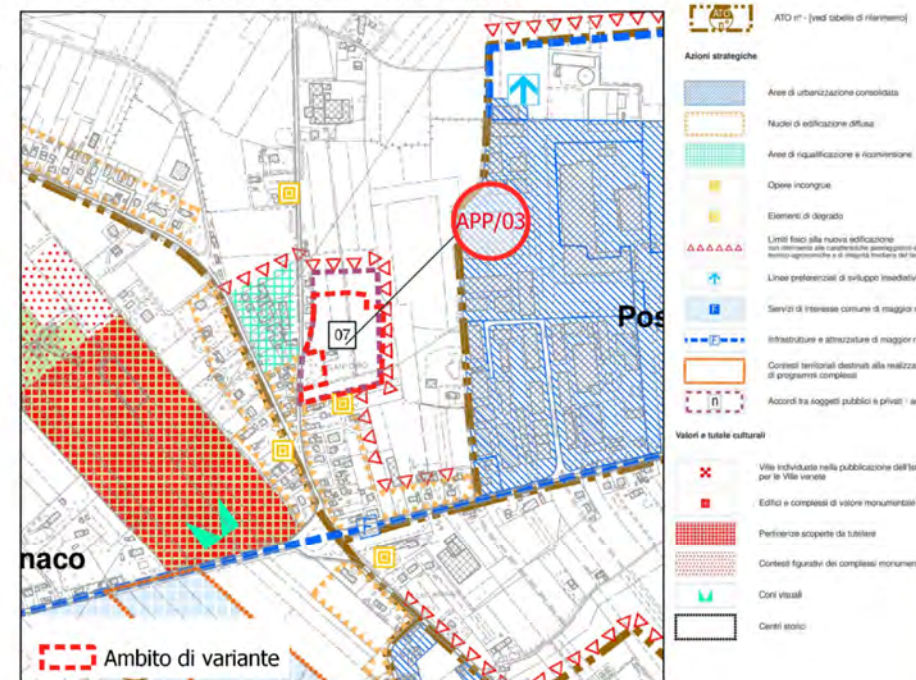 APP/03
07
Pos
naco
F
Ambito di variante
ATO
n°
ATO n° - [vedi tabella di riferimento]
Azioni strategiche
Aree di urbanizzazione consolidata
Nuclei di edificazione diffusa
Aree di riqualificazione e riconversione
Opere incongrue
Elementi di degrado
Limiti fisici alla nuova edificazione
Linee preferenziali di sviluppo insediativo
F
Servizi di interesse comune di maggior
F
Infrastrutture e attrezzature di maggior
Contesti territoriali destinati alla realizza
di programmi complessi
n
Accordi tra soggetti pubblici e privati - a
Valori e tutele culturali
Ville individuate nella pubblicazione dell'Is
per le Ville venete
Edifici e complessi di valore monumentale
Pertinenze scoperte da tutelare
Contesti figurativi dei complessi monumen
Coni visuali
Centri storici